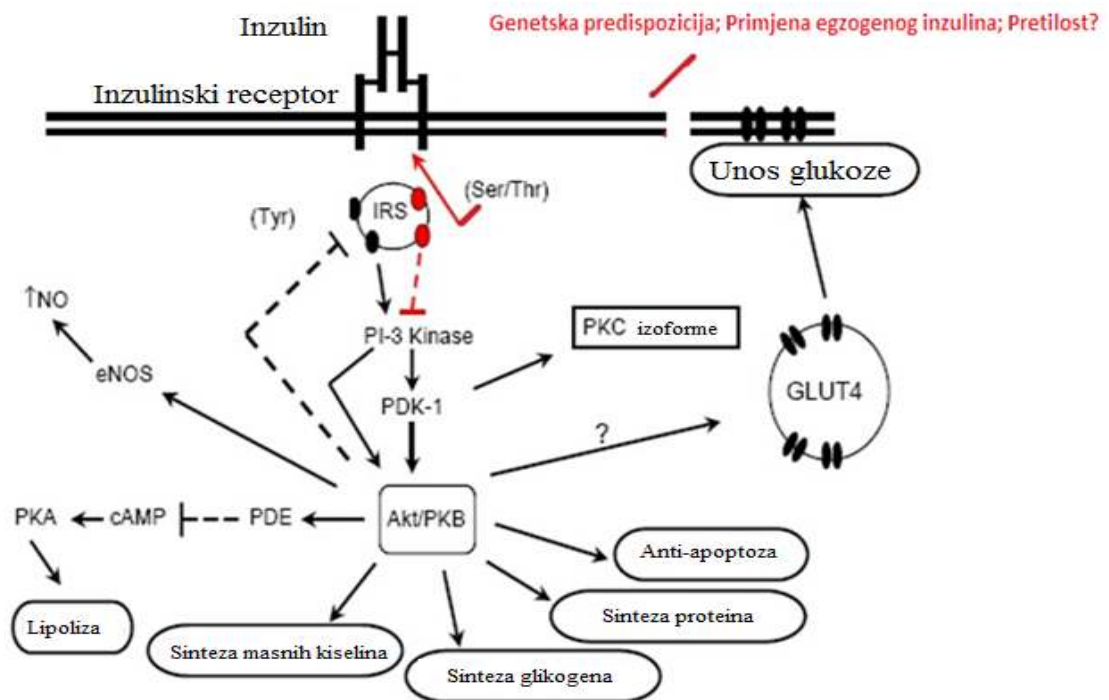 Genetska predispozicija; Primjena egzogenog inzulina; Pretilost?
Inzulin
Inzulinski receptor
Unos glukoze
(Ser/Thr)
(Tyr)
IRS
↑NO
PI-3 Kinase
PKC izoforme
eNOS
GLUT4
PDK-1
?
PKA
cAMP
PDE
Akt/PKB
Anti-apoptoza
Sinteza proteina
Lipoliza
Sinteza masnih kiselina
Sinteza glikogena